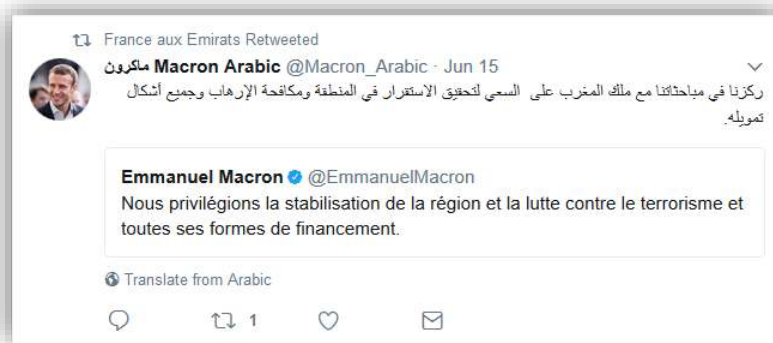 France aux Emirats Retweeted
ماكرون Macron Arabic @Macron_Arabic · Jun 15
ركزنا في مباحثاتنا مع ملك المغرب على السعي لتحقيق الاستقرار في المنطقة ومكافحة الإرهاب وجميع أشكال
تمويله.
Emmanuel Macron @EmmanuelMacron
Nous privilégions la stabilisation de la région et la lutte contre le terrorisme et
toutes ses formes de financement.
Translate from Arabic
1